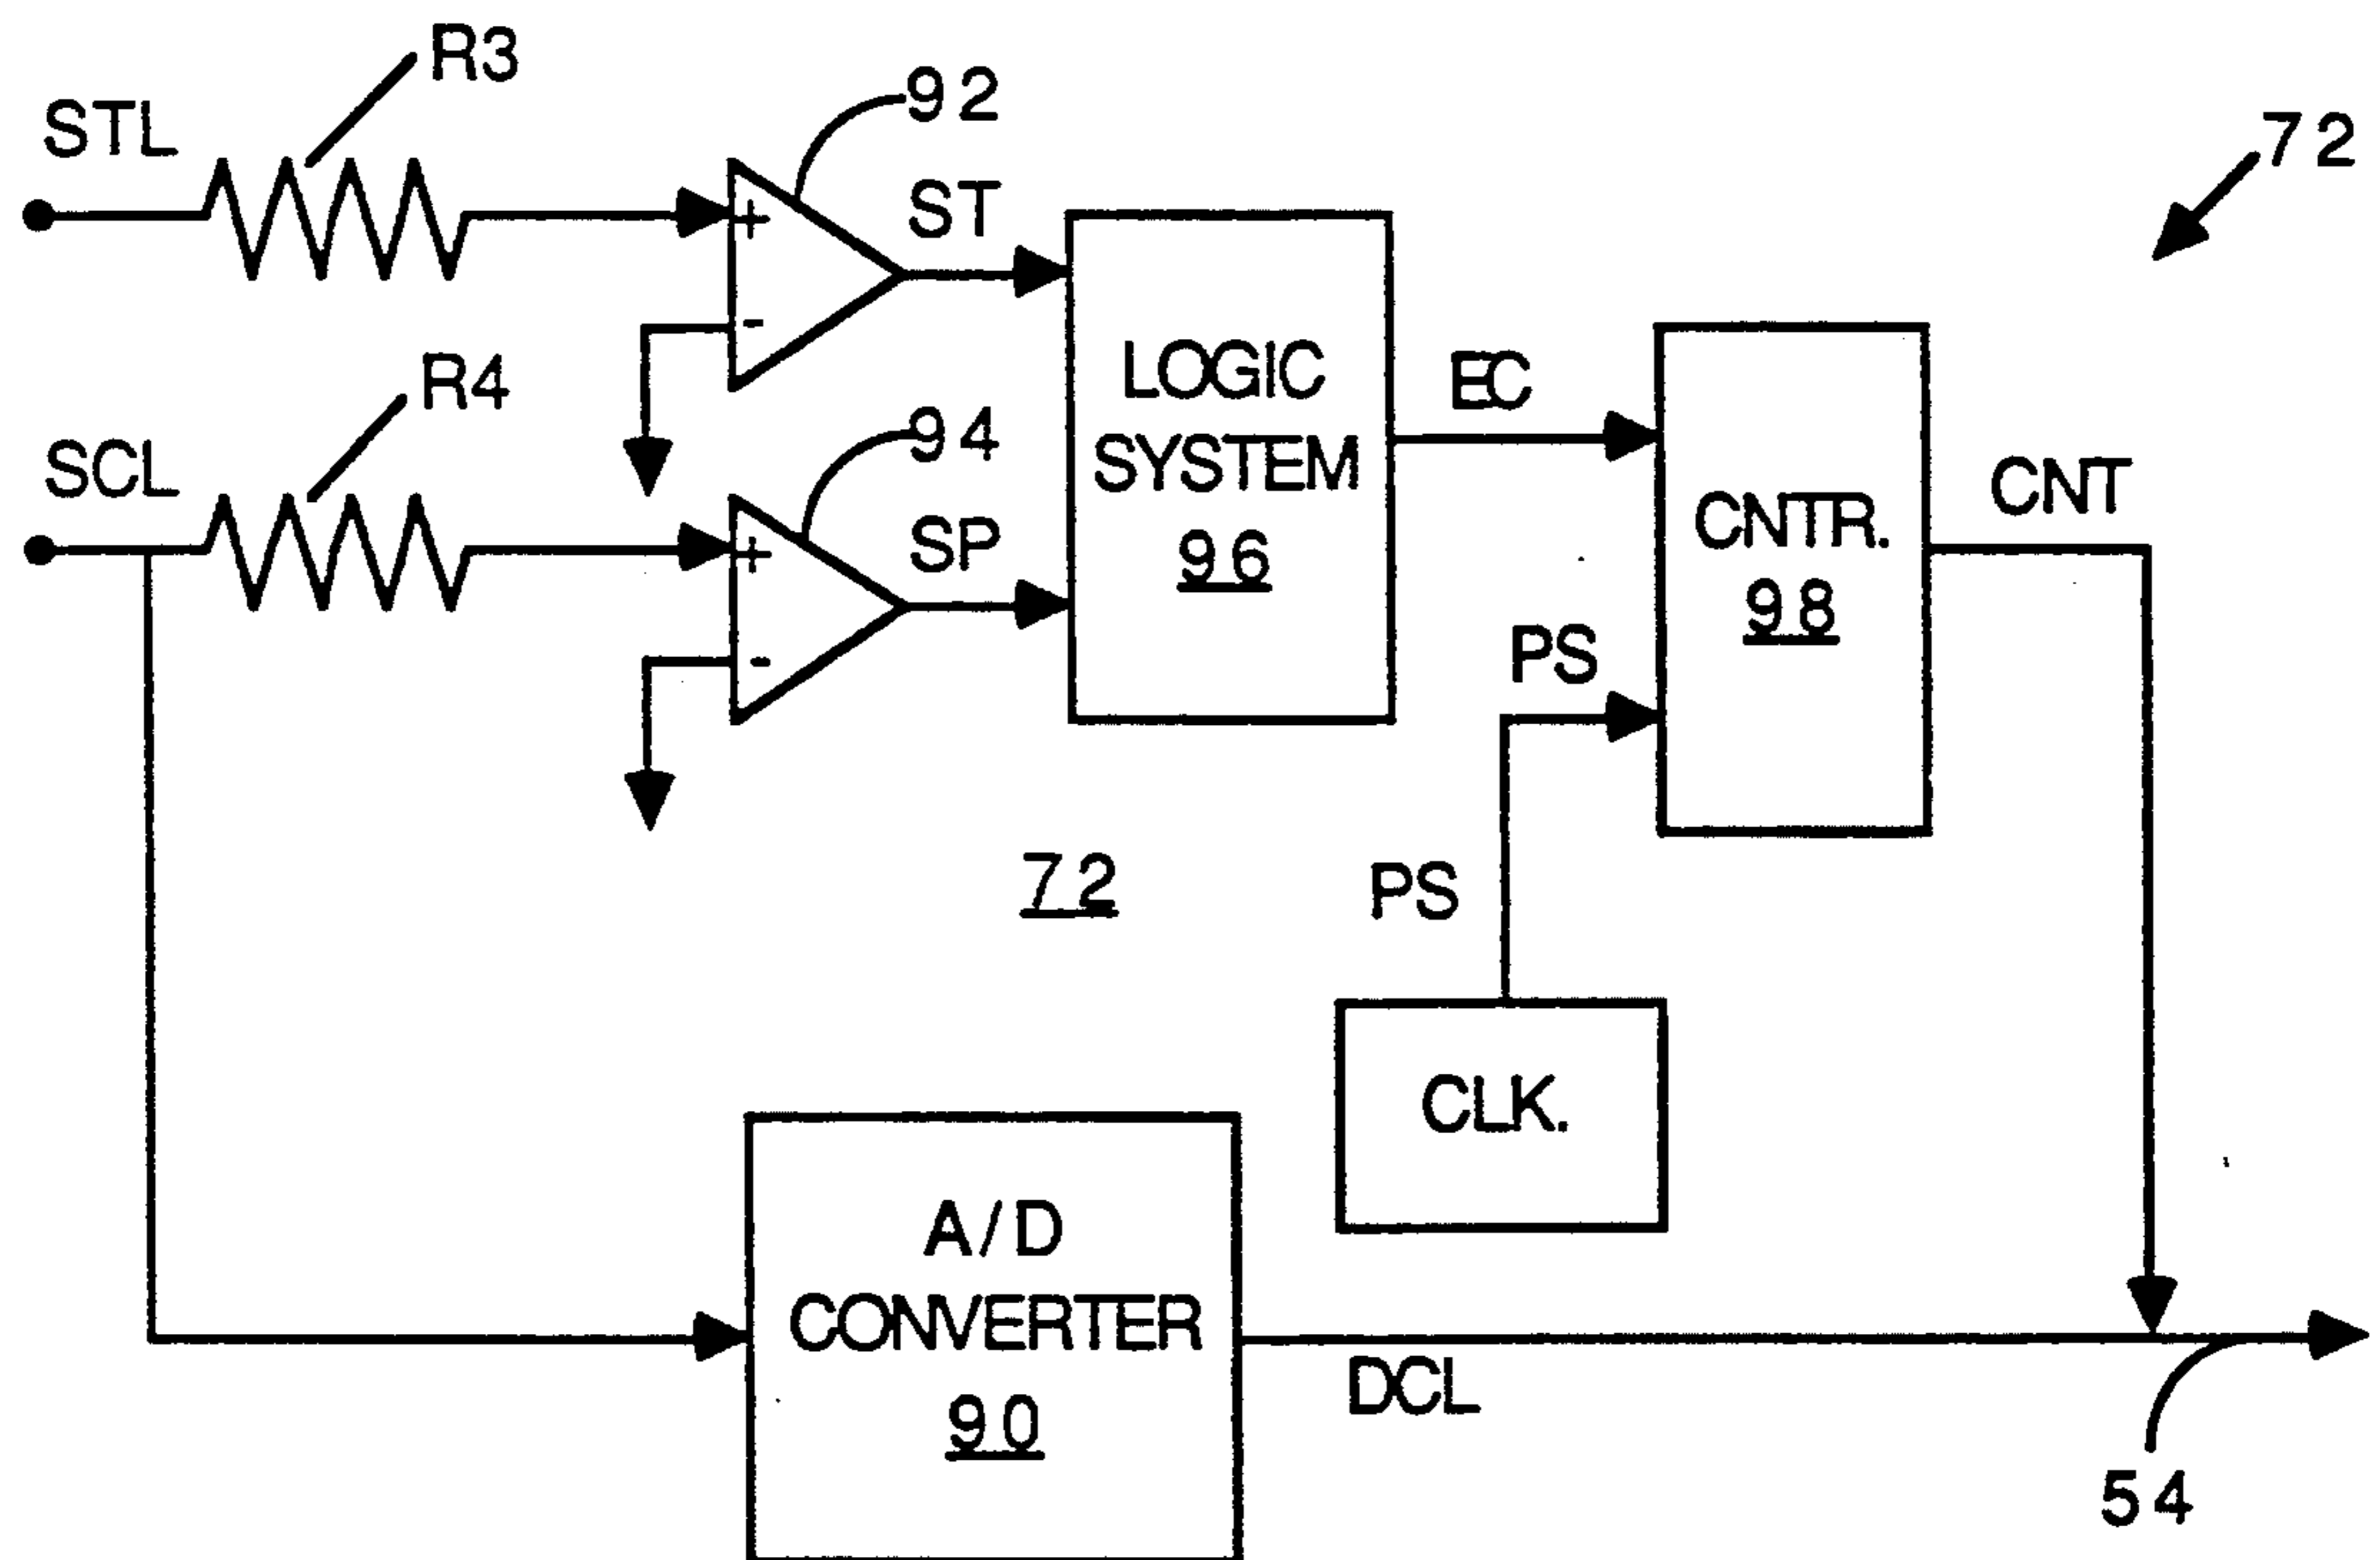 R3
STL
92
72
ST
+
-
R4
SCL
94
SP
+
-
LOGIC
SYSTEM
96
EC
CNTR.
98
CNT
PS
PS
72
CLK.
A/D
CONVERTER
90
DCL
54